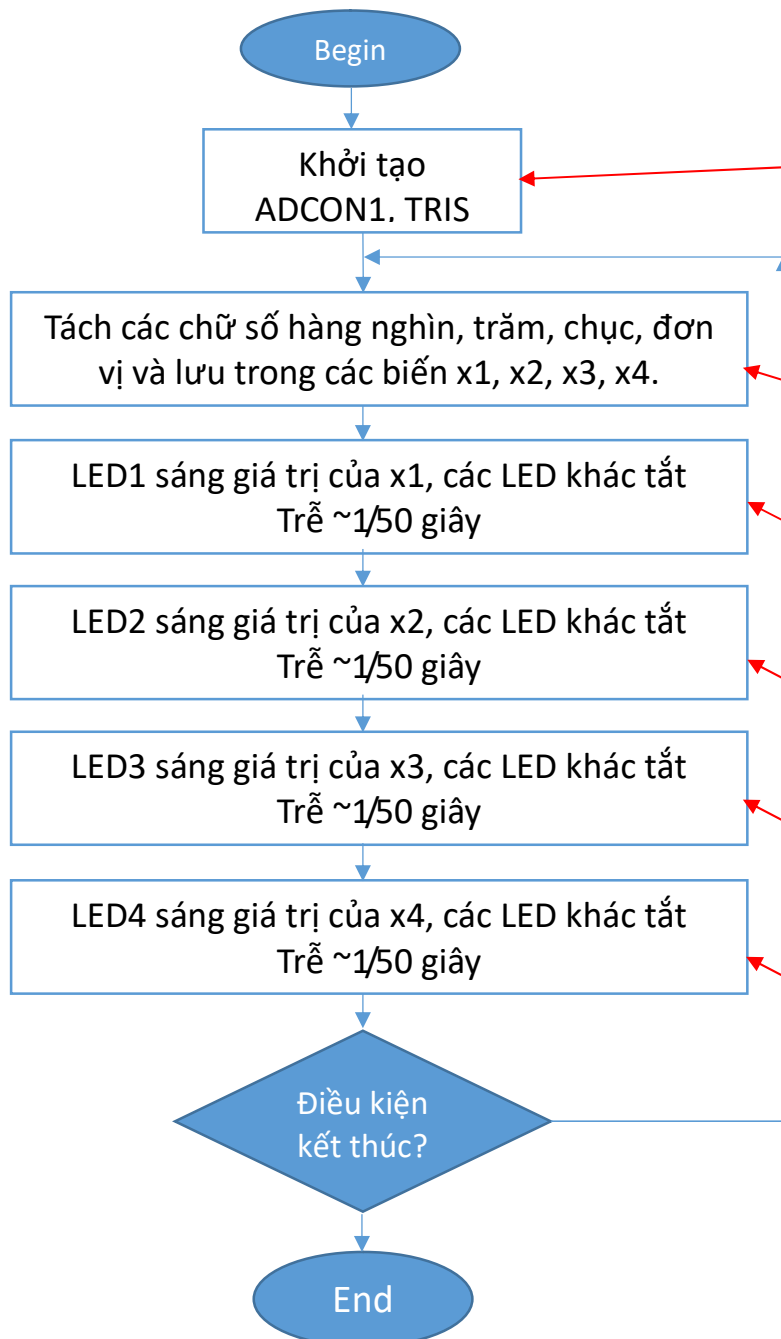 Begin
Khởi tạo
ADCON1, TRIS
Tách các chữ số hàng nghìn, trăm, chục, đơn
vị và lưu trong các biến x1, x2, x3, x4.
LED1 sáng giá trị của x1, các LED khác tắt
Trễ ~1/50 giây
LED2 sáng giá trị của x2, các LED khác tắt
Trễ ~1/50 giây
LED3 sáng giá trị của x3, các LED khác tắt
Trễ ~1/50 giây
LED4 sáng giá trị của x4, các LED khác tắt
Trễ ~1/50 giây
Điều kiện
kết thúc?
End